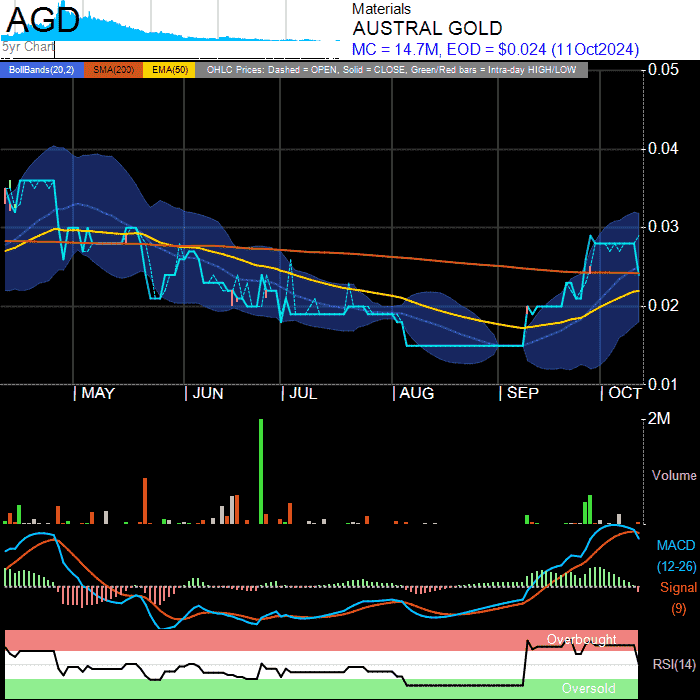 AGD
5yr Chart
Materials
AUSTRAL GOLD
MC = 14.7M, EOD = $0.024 (11Oct2024)
BollBands(20,2) SMA(200) EMA(50) OHLC Prices: Dashed = OPEN, Solid = CLOSE, Green/Red bars = Intra-day HIGH/LOW
0.05
0.04
0.03
0.02
0.01
MAY JUN JUL AUG SEP OCT
2M
Volume
MACD
(12-26)
Signal
(9)
Overbought
RSI(14)
Oversold